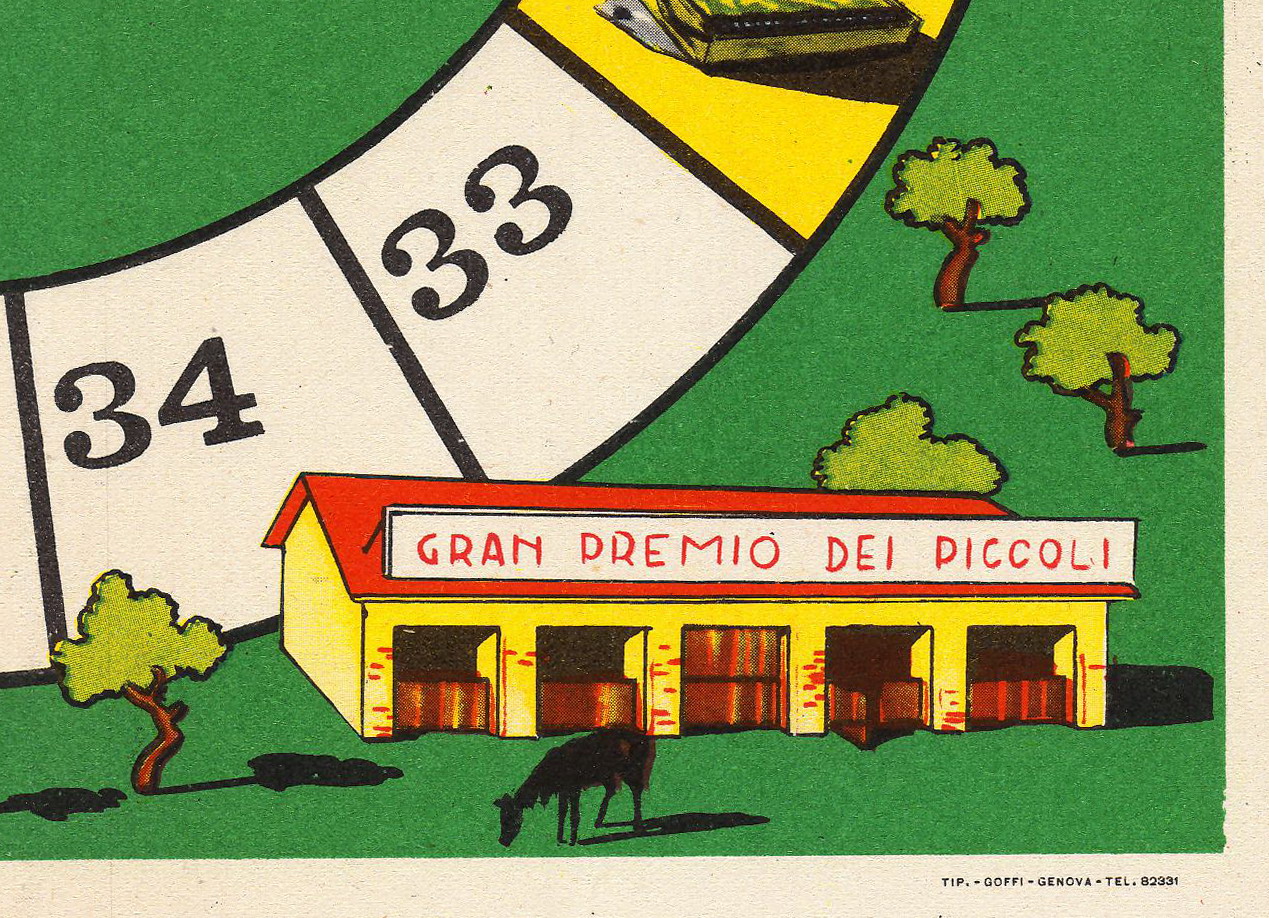 33
34
GRAN PREMIO DEI PICCOLI
TIP. - GOFFI - GENOVA - TEL. 82331